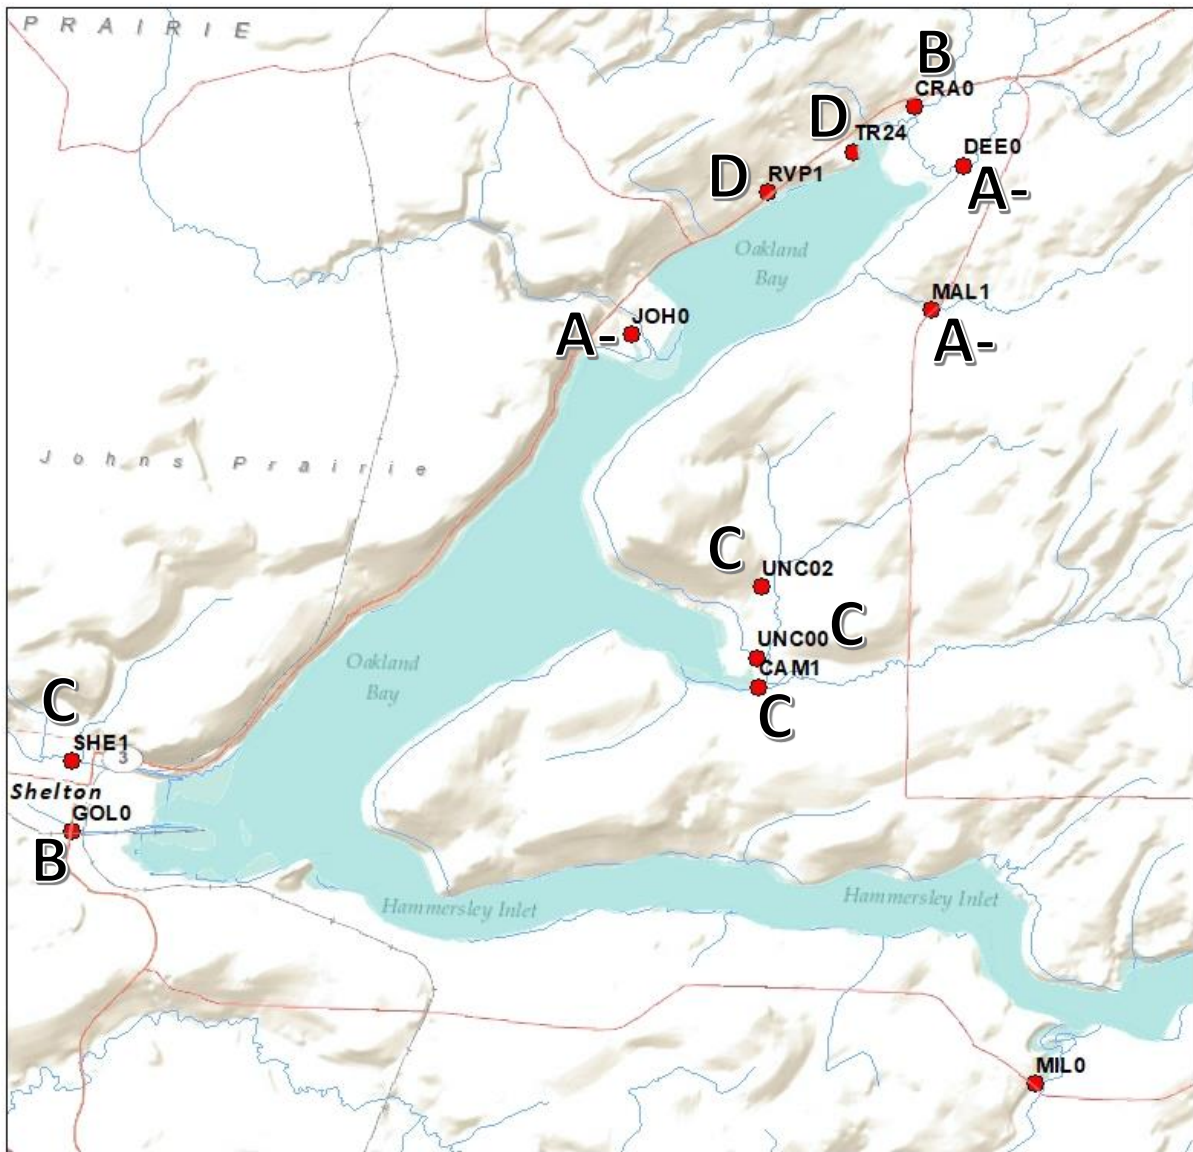 PRAIRIE
B
CRA0
D
TR24
DEE0
D
RVP1
A-
Oakland
Bay
MAL1
JOH0
A-
A-
Johns Prairie
C
UNC02
C
UNC00
CAM1
Oakland
Bay
C
C
SHE1
3
Shelton
GOL0
B
Hammersley Inlet
Hammersley Inlet
MIL0